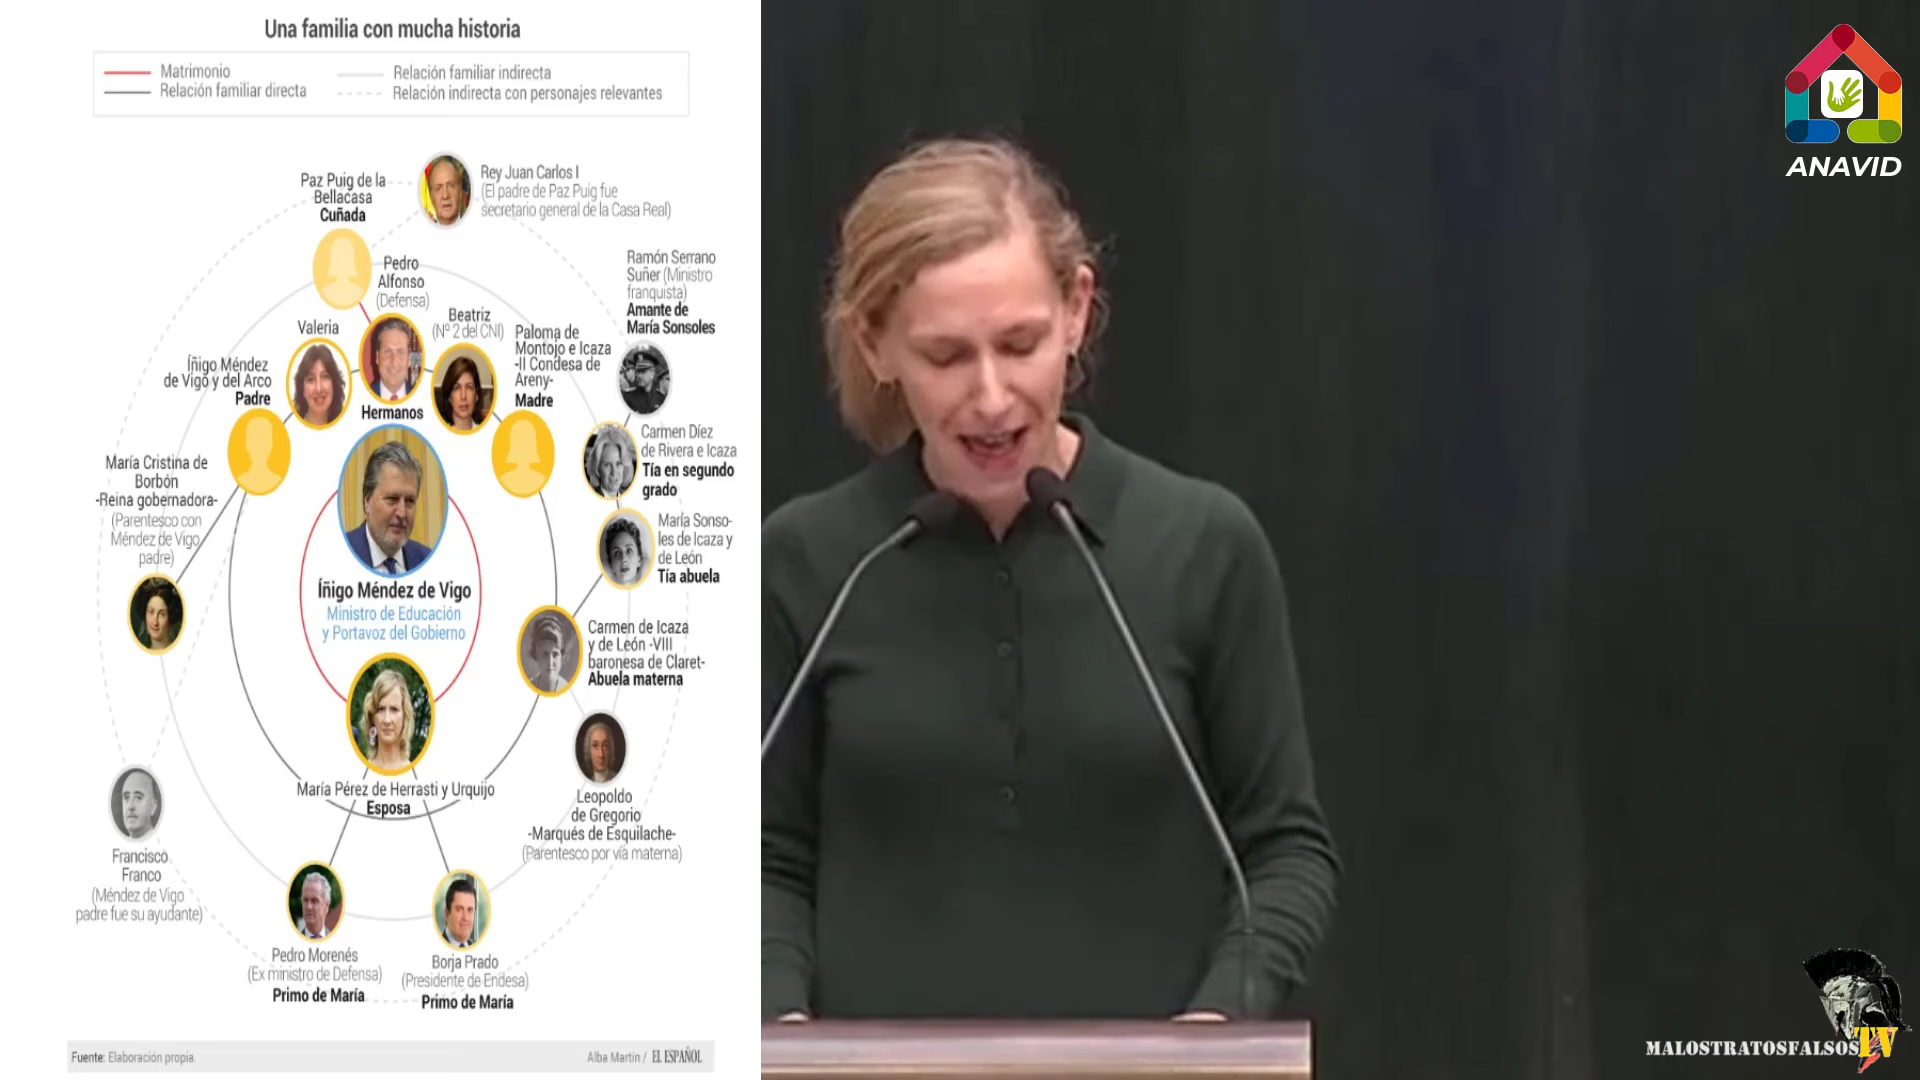 Una familia con mucha historia
Matrimonio
Relación familiar directa
Relación familiar indirecta
Relación indirecta con personajes relevantes
Paz Puig de la
Bellacasa
Cuñada
Rey Juan Carlos I
(El padre de Paz Puig fue
secretario general de la Casa Real)
Pedro
Alfonso
(Defensa)
Ramón Serrano
Suñer (Ministro
franquista)
Amante de
María Sonsoles
Valeria
Beatriz
(Nº 2 del CNI)
Paloma de
Montojo e Icaza
-II Condesa de
Areny-
Madre
Íñigo Méndez
de Vigo y del Arco
Padre
Hermanos
Carmen Díez
de Rivera e Icaza
Tía en segundo
grado
María Cristina de
Borbón
-Reina gobernadora-
(Parentesco con
Méndez de Vigo
padre)
María Sonso-
les de Icaza y
de León
Tía abuela
Íñigo Méndez de Vigo
Ministro de Educación
y Portavoz del Gobierno
Carmen de Icaza
y de León -VIII
baronesa de Claret-
Abuela materna
María Pérez de Herrasti y Urquijo
Esposa
Leopoldo
de Gregorio
-Marqués de Esquilache-
(Parentesco por vía materna)
Francisco
Franco
(Méndez de Vigo
padre fue su ayudante)
Pedro Morenés
(Ex ministro de Defensa)
Primo de María
Borja Prado
(Presidente de Endesa)
Primo de María
Fuente: Elaboración propia.
Alba Martín / EL ESPAÑOL
ANAVID
MALOSTRATOSFALSOS TV